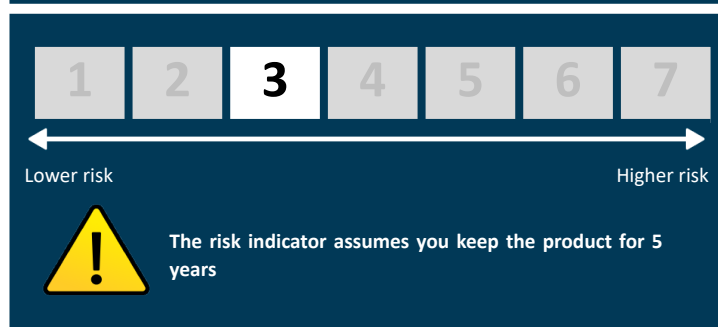 1 2 3 4 5 6 7
Lower risk Higher risk
The risk indicator assumes you keep the product for 5
years